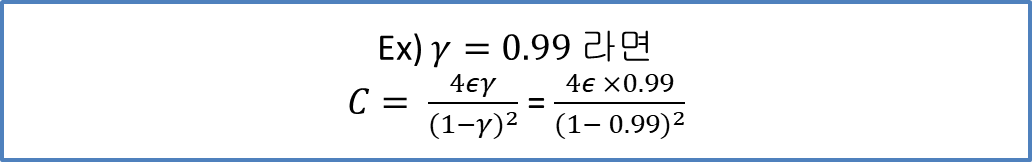 Ex) γ = 0.99 라면
C = 4ϵγ/(1−γ)² = 4ϵ ×0.99/(1− 0.99)²